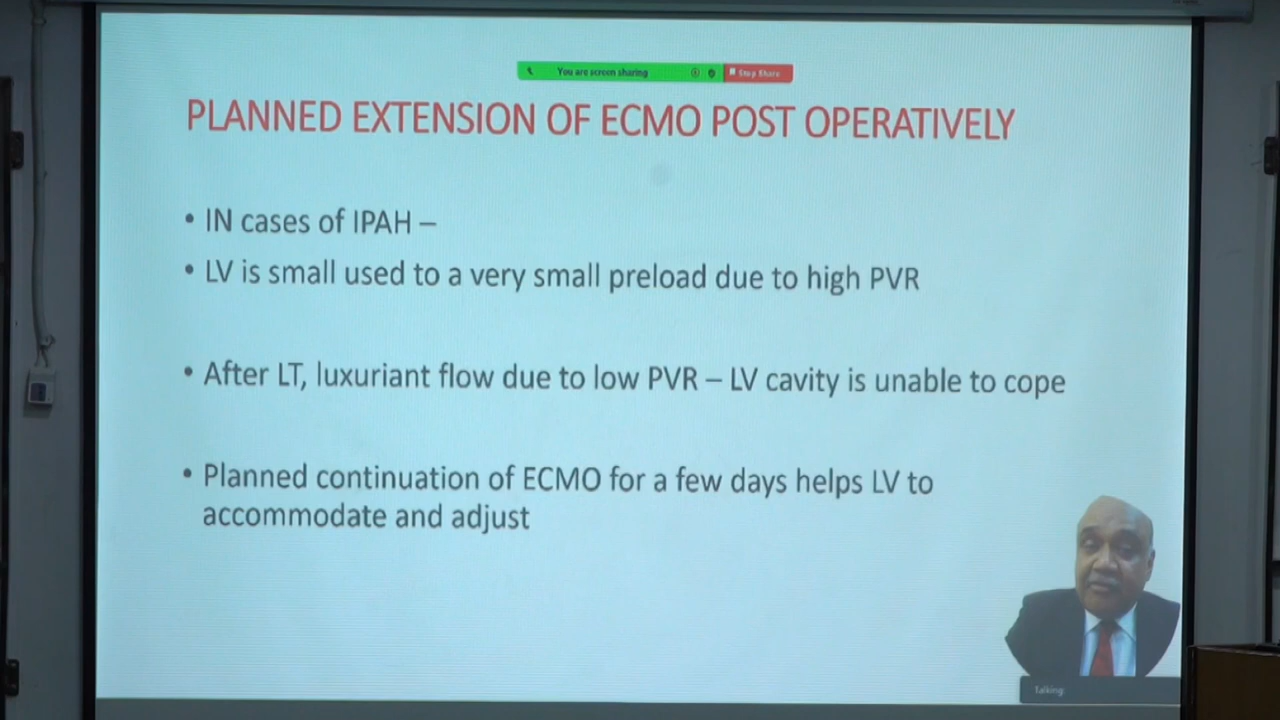 You are screen sharing
Stop Share
PLANNED EXTENSION OF ECMO POST OPERATIVELY
• IN cases of IPAH –
• LV is small used to a very small preload due to high PVR
• After LT, luxuriant flow due to low PVR – LV cavity is unable to cope
• Planned continuation of ECMO for a few days helps LV to
accommodate and adjust
Talking: